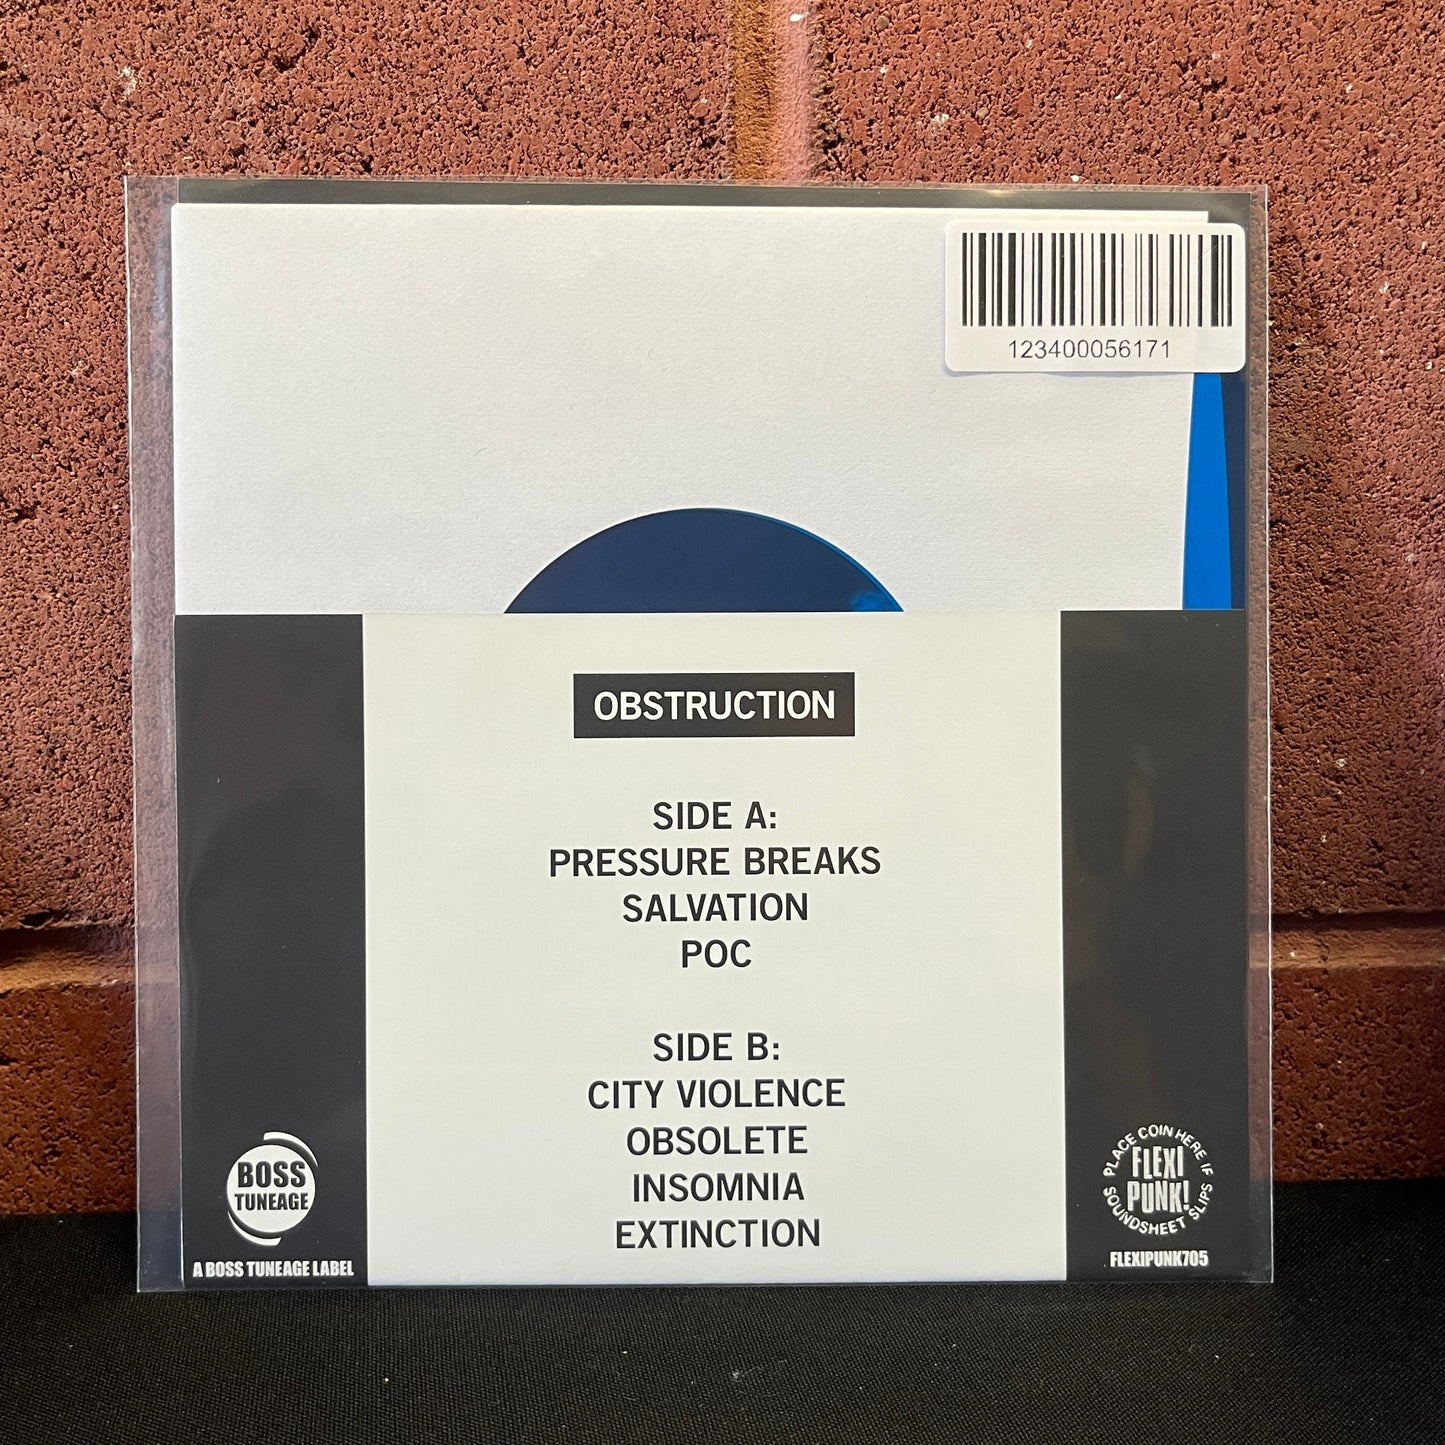 123400056171
OBSTRUCTION
SIDE A:
PRESSURE BREAKS
SALVATION
POC
SIDE B:
CITY VIOLENCE
OBSOLETE
INSOMNIA
EXTINCTION
BOSS
TUNEAGE
A BOSS TUNEAGE LABEL
PLACE COIN HERE IF
SOUNDSHEET SLIPS
FLEXI
PUNK!
FLEXIPUNK705